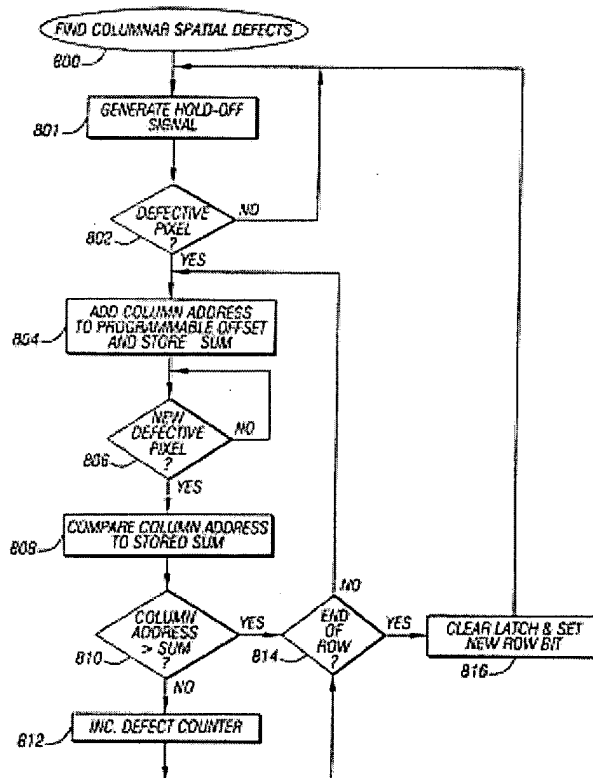 FIND COLUMNAR SPATIAL DEFECTS
800
GENERATE HOLD-OFF
SIGNAL
801
DEFECTIVE
PIXEL
?
NO
802
YES
ADD COLUMN ADDRESS
TO PROGRAMMABLE OFFSET
AND STORE SUM
804
NEW
DEFECTIVE
PIXEL
?
NO
806
YES
COMPARE COLUMN ADDRESS
TO STORED SUM
808
NO
COLUMN
ADDRESS
> SUM
?
YES
810
END
OF
ROW
?
YES
814
CLEAR LATCH & SET
NEW ROW BIT
816
NO
INC. DEFECT COUNTER
812